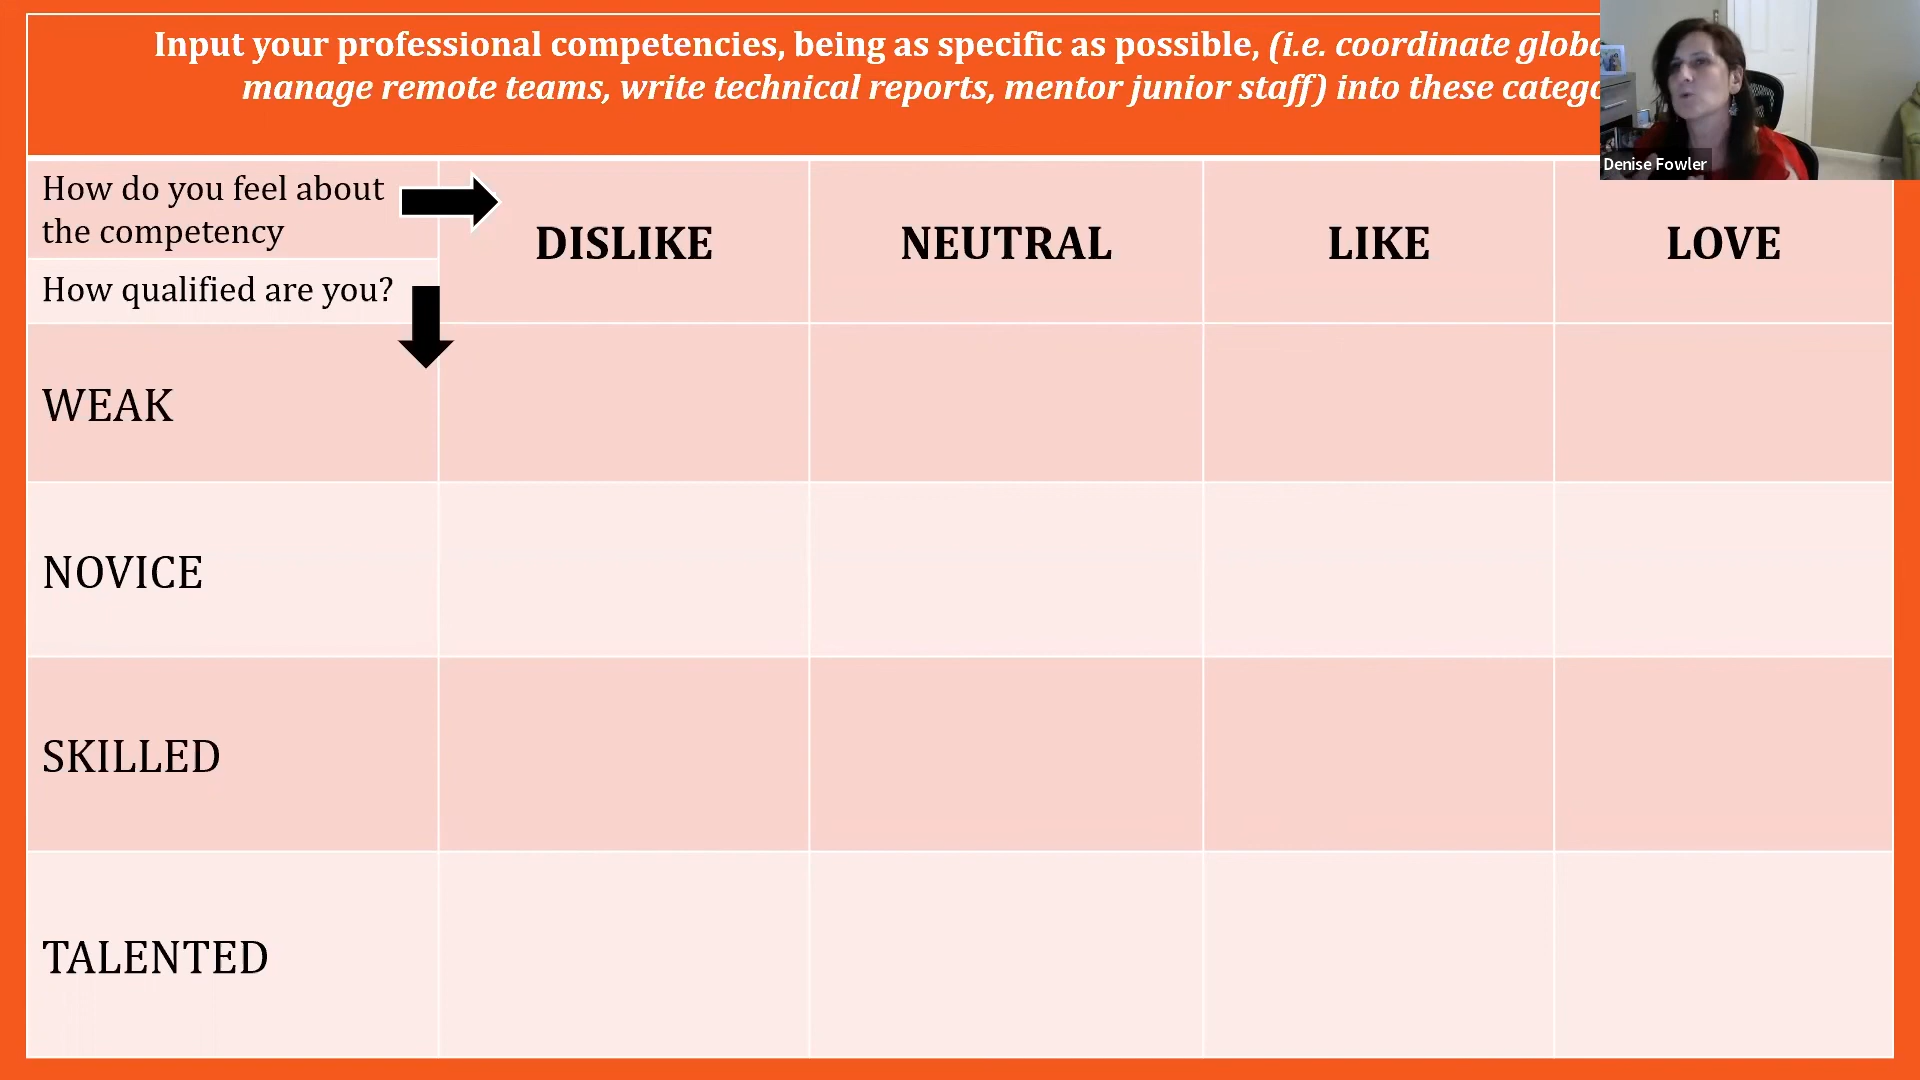 Input your professional competencies, being as specific as possible, (i.e. coordinate
manage remote teams, write technical reports, mentor junior staff) into these
Denise Fowler
How do you feel about
the competency
How qualified are you?
DISLIKE
NEUTRAL
LIKE
LOVE
WEAK
NOVICE
SKILLED
TALENTED